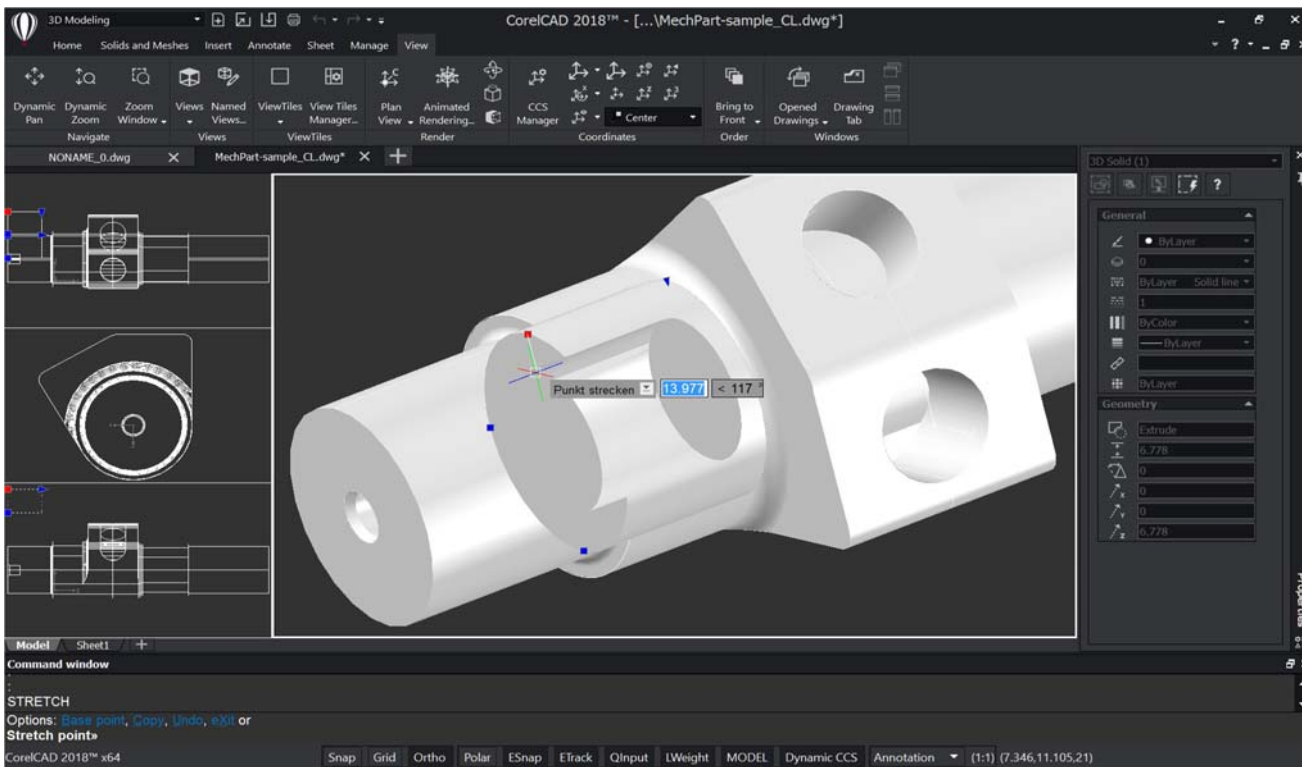 3D Modeling
CorelCAD 2018™ - [...\MechPart-sample_CL.dwg*]
Home Solids and Meshes Insert Annotate Sheet Manage View
Dynamic Pan
Dynamic Zoom
Zoom Window
Views
Named Views...
ViewTiles
View Tiles Manager...
Plan View
Animated Rendering...
CCS Manager
Center
Bring to Front
Opened Drawings
Drawing Tab
Navigate Views ViewTiles Render Coordinates Order Windows
NONAME_0.dwg MechPart-sample_CL.dwg*
3D Solid (1)
General
ByLayer
0
ByLayer Solid line
1
ByColor
ByLayer
ByLayer
Geometry
Extrude
6.778
0
0
0
6.778
Properties
Punkt strecken 13.977 < 117 °
Model Sheet1
Command window
:
:
STRETCH
Options: Base point, Copy, Undo, eXit or
Stretch point»
CorelCAD 2018™ x64 Snap Grid Ortho Polar ESnap ETrack QInput LWeight MODEL Dynamic CCS Annotation (1:1) (7.346,11.105,21)